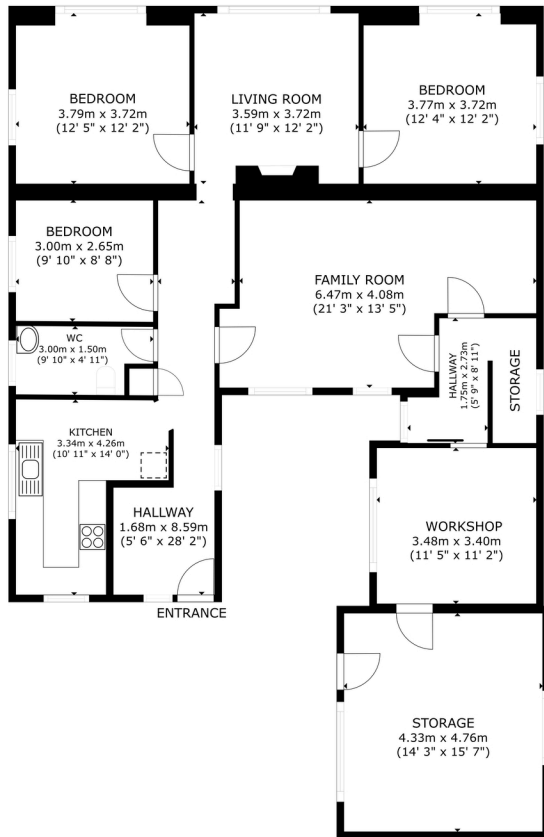 BEDROOM
3.79m x 3.72m
(12' 5" x 12' 2")
LIVING ROOM
3.59m x 3.72m
(11' 9" x 12' 2")
BEDROOM
3.77m x 3.72m
(12' 4" x 12' 2")
BEDROOM
3.00m x 2.65m
(9' 10" x 8' 8")
FAMILY ROOM
6.47m x 4.08m
(21' 3" x 13' 5")
WC
3.00m x 1.50m
(9' 10" x 4' 11")
HALLWAY
1.75m x 2.73m
(5' 9" x 8' 11")
STORAGE
KITCHEN
3.34m x 4.26m
(10' 11" x 14' 0")
HALLWAY
1.68m x 8.59m
(5' 6" x 28' 2")
WORKSHOP
3.48m x 3.40m
(11' 5" x 11' 2")
ENTRANCE
STORAGE
4.33m x 4.76m
(14' 3" x 15' 7")